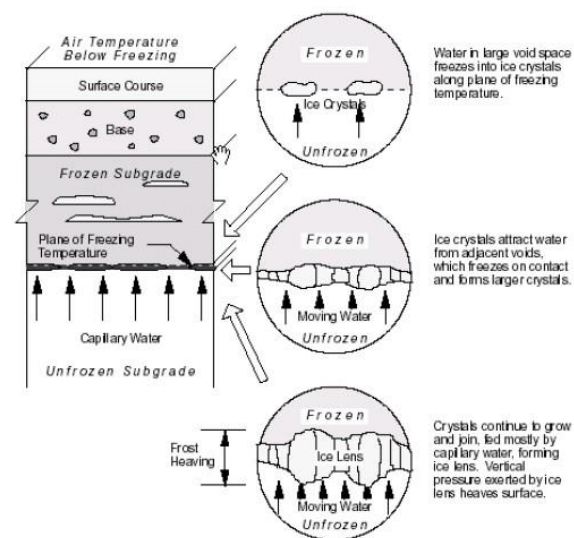 Air Temperature
Below Freezing
Surface Course
Base
Frozen Subgrade
Plane of Freezing
Temperature
Capillary Water
Unfrozen Subgrade
Frozen
Ice Crystals
Unfrozen
Water in large void space
freezes into ice crystals
along plane of freezing
temperature.
Frozen
Moving Water
Unfrozen
Ice crystals attract water
from adjacent voids,
which freezes on contact
and forms larger crystals.
Frost
Heaving
Frozen
Ice Lens
Moving Water
Unfrozen
Crystals continue to grow
and join, fed mostly by
capillary water, forming
ice lens. Vertical
pressure exerted by ice
lens heaves surface.